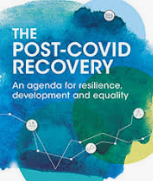 THE
POST-COVID
RECOVERY
An agenda for resilience,
development and equality